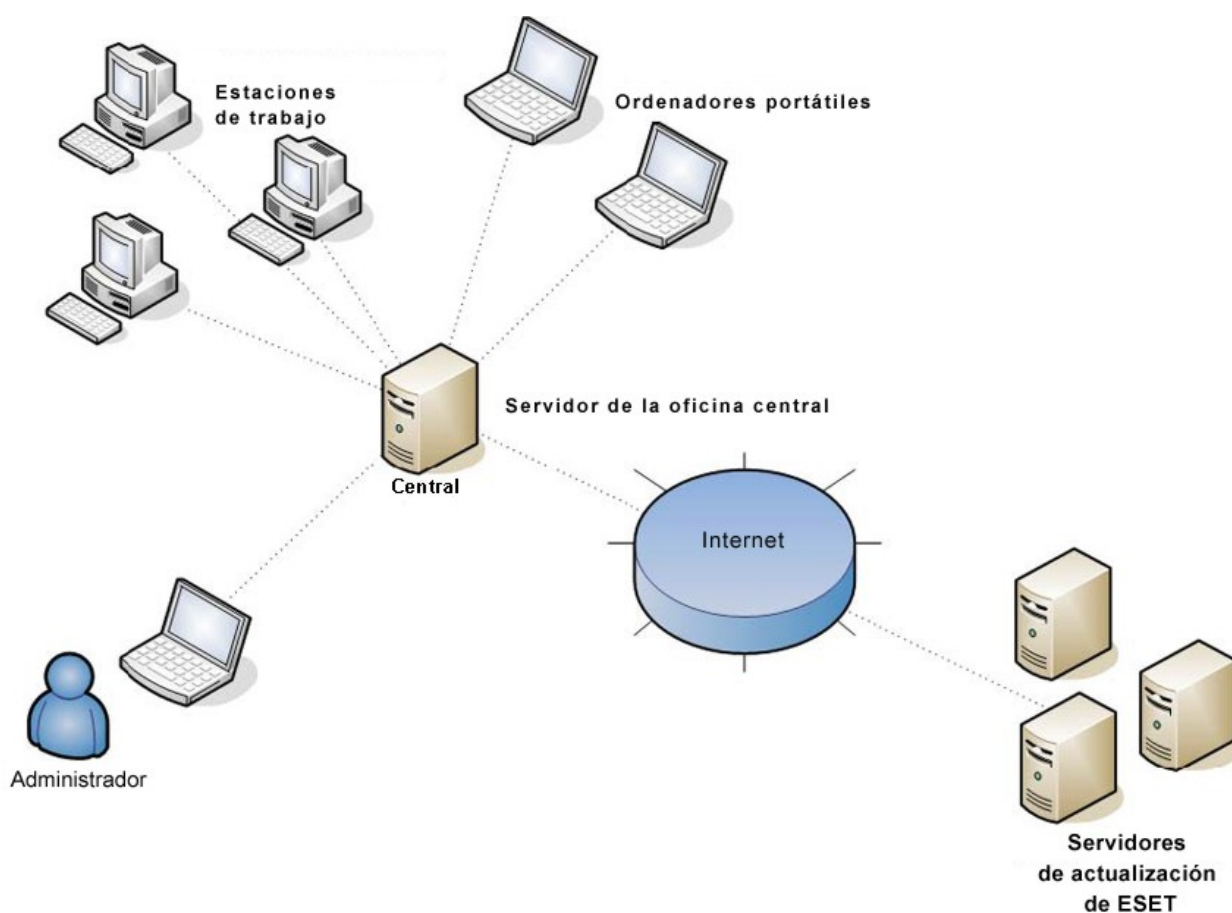 Estaciones
de trabajo
Ordenadores portátiles
Servidor de la oficina central
Central
Internet
Administrador
Servidores
de actualización
de ESET